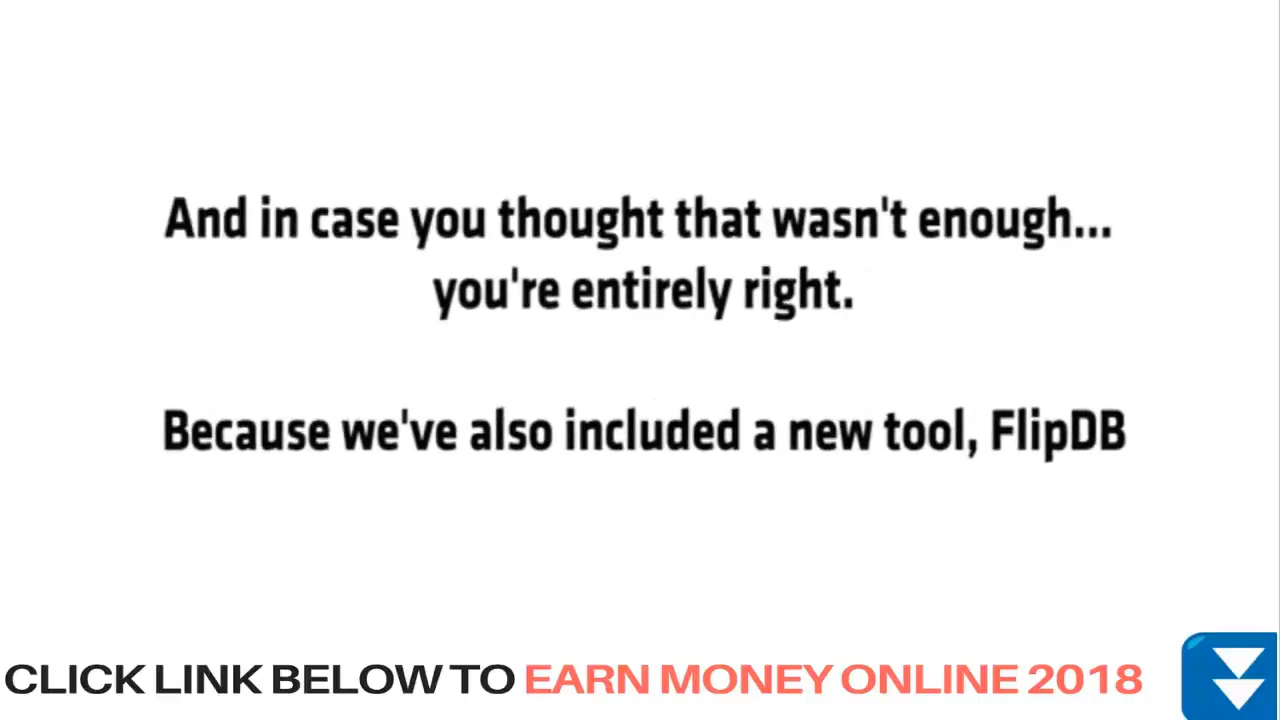 And in case you thought that wasn't enough...
you're entirely right.
Because we've also included a new tool, FlipDB
CLICK LINK BELOW TO EARN MONEY ONLINE 2018